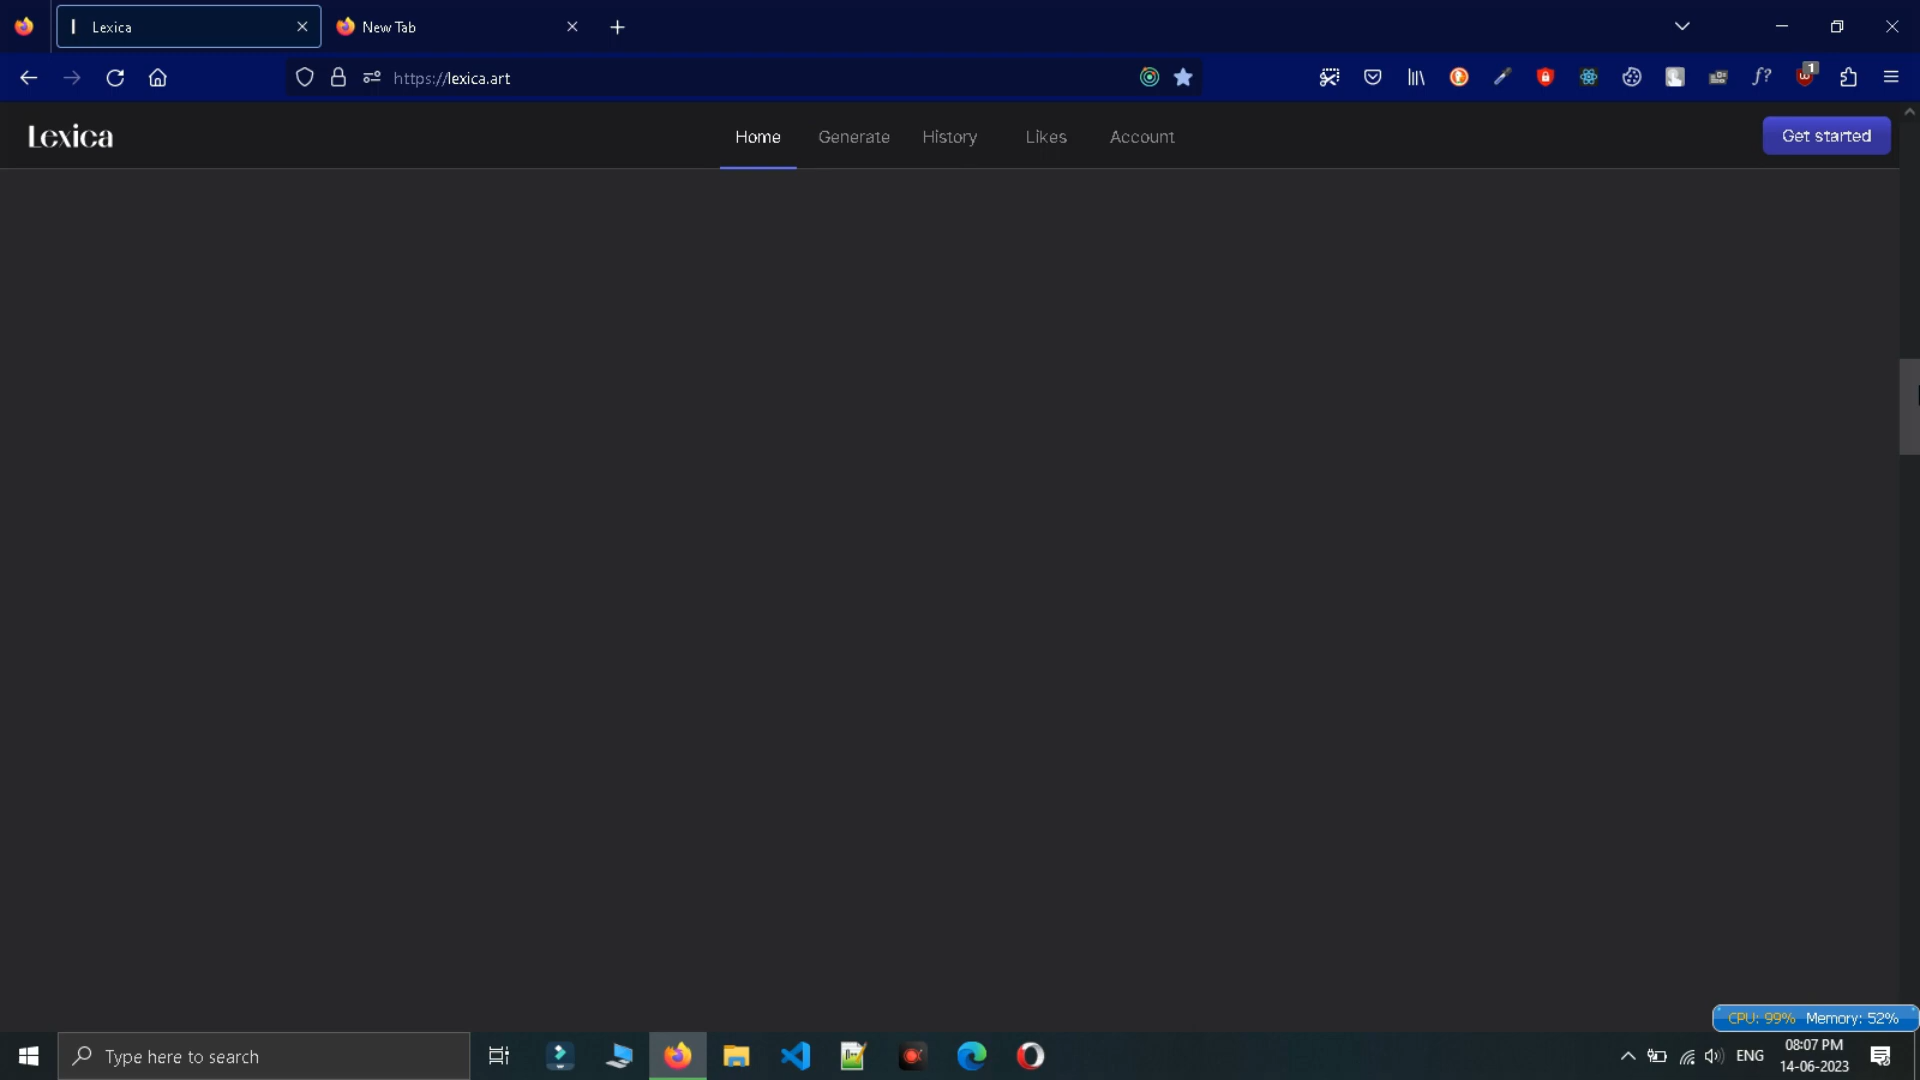 Lexica
New Tab
https://lexica.art
1
Lexica
Home
Generate
History
Likes
Account
Get started
CPU: 99% Memory: 52%
Type here to search
ENG
08:07 PM
14-06-2023